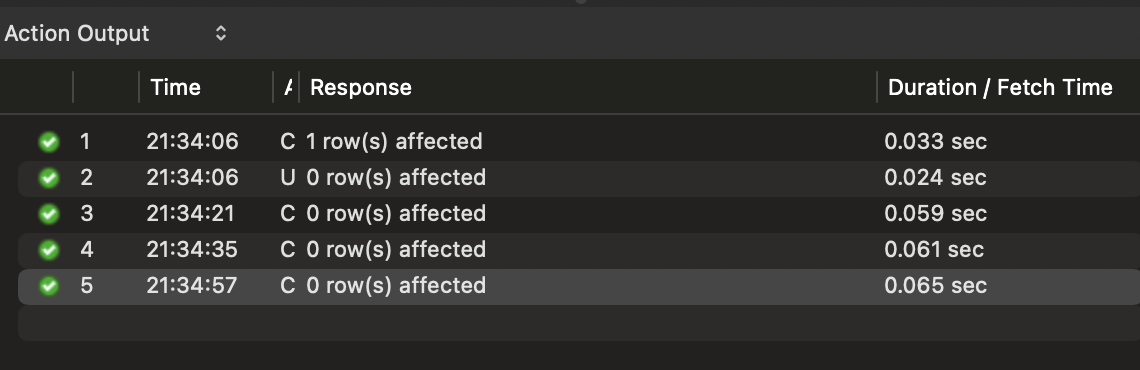 Action Output
Time A Response Duration / Fetch Time
1 21:34:06 C 1 row(s) affected 0.033 sec
2 21:34:06 U 0 row(s) affected 0.024 sec
3 21:34:21 C 0 row(s) affected 0.059 sec
4 21:34:35 C 0 row(s) affected 0.061 sec
5 21:34:57 C 0 row(s) affected 0.065 sec